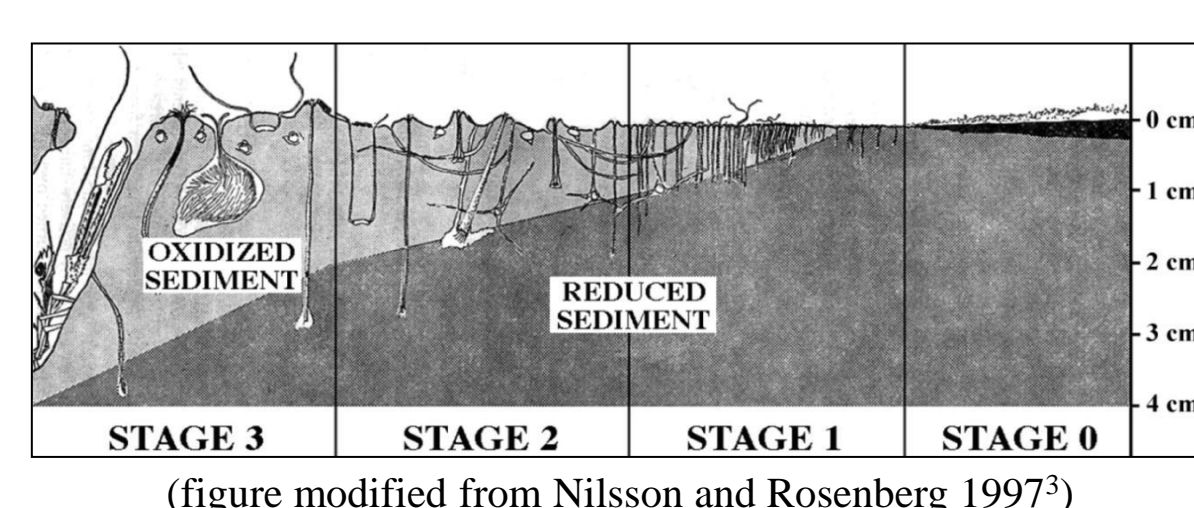 0 cm
1 cm
OXIDIZED
SEDIMENT
2 cm
REDUCED
SEDIMENT
3 cm
4 cm
STAGE 3
STAGE 2
STAGE 1
STAGE 0
(figure modified from Nilsson and Rosenberg 1997³)